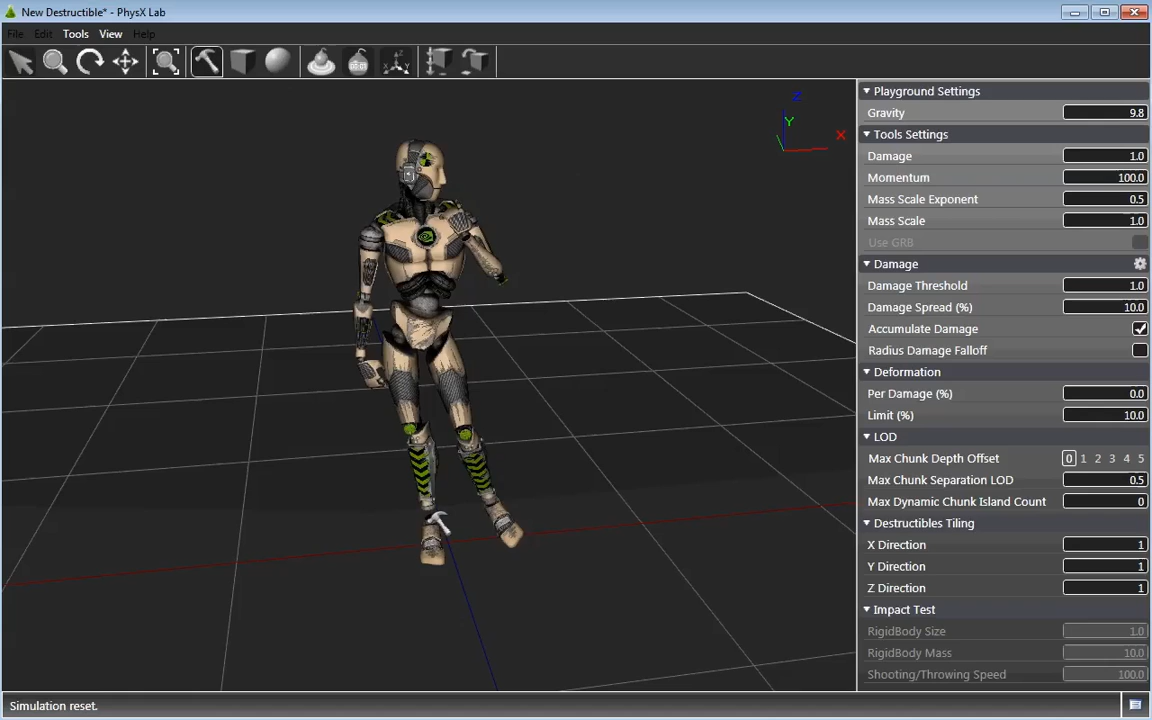 New Destructible* - PhysX Lab
File Edit Tools View Help
Z
Y
X
Playground Settings
Gravity 9.8
Tools Settings
Damage 1.0
Momentum 100.0
Mass Scale Exponent 0.5
Mass Scale 1.0
Use GRB
Damage
Damage Threshold 1.0
Damage Spread (%) 10.0
Accumulate Damage
Radius Damage Falloff
Deformation
Per Damage (%) 0.0
Limit (%) 10.0
LOD
Max Chunk Depth Offset 0 1 2 3 4 5
Max Chunk Separation LOD 0.5
Max Dynamic Chunk Island Count 0
Destructibles Tiling
X Direction 1
Y Direction 1
Z Direction 1
Impact Test
RigidBody Size 1.0
RigidBody Mass 10.0
Shooting/Throwing Speed 100.0
Simulation reset.